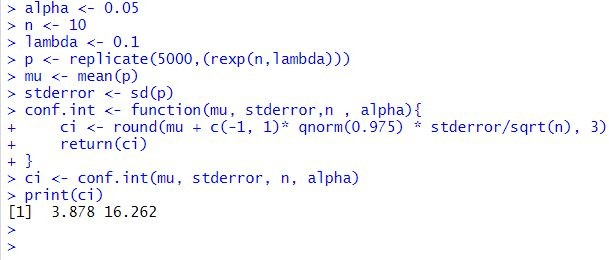 > alpha <- 0.05
> n <- 10
> lambda <- 0.1
> p <- replicate(5000,(rexp(n,lambda)))
> mu <- mean(p)
> stderror <- sd(p)
> conf.int <- function(mu, stderror,n , alpha){
+     ci <- round(mu + c(-1, 1)* qnorm(0.975) * stderror/sqrt(n), 3)
+     return(ci)
+ }
> ci <- conf.int(mu, stderror, n, alpha)
> print(ci)
[1]  3.878 16.262
>
>